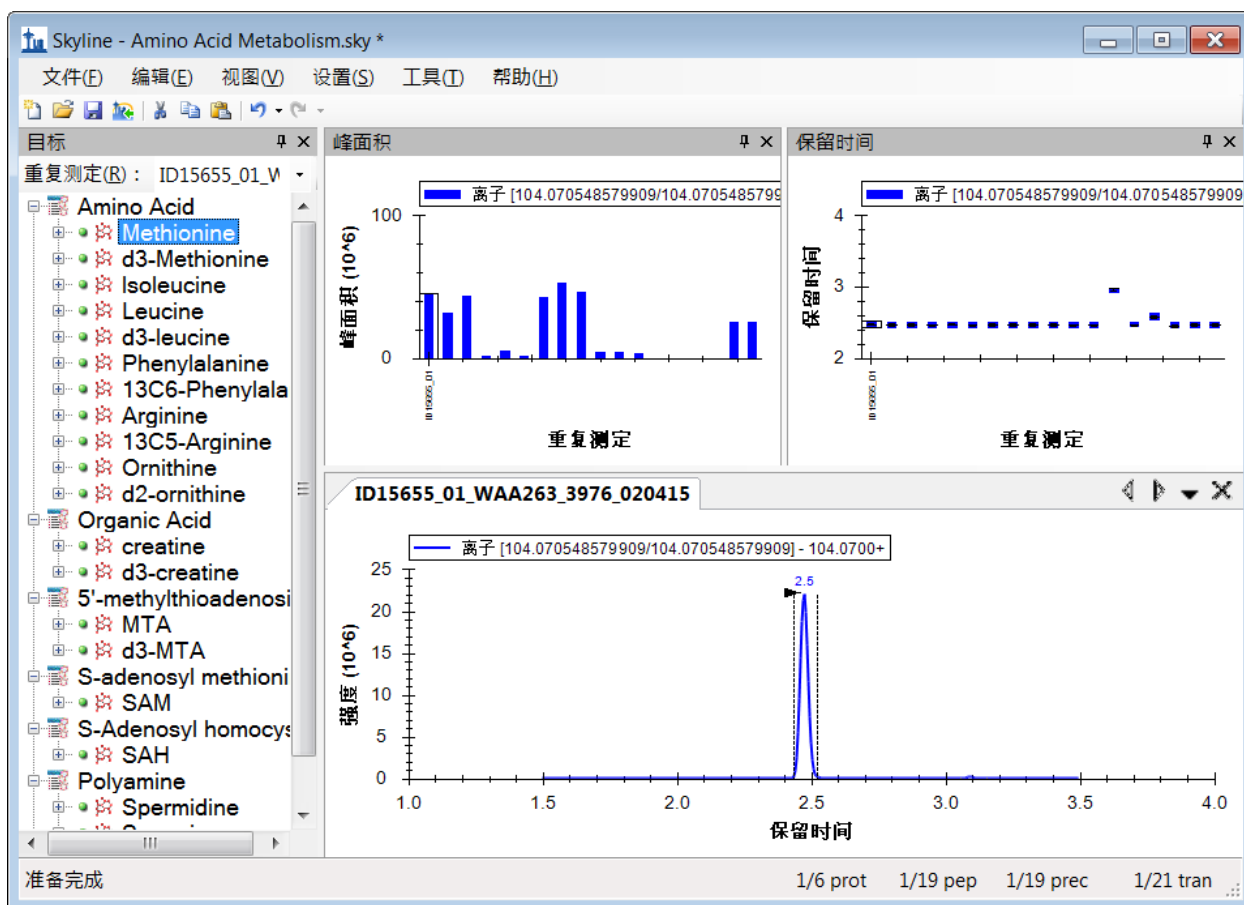 Skyline - Amino Acid Metabolism.sky *
文件(F) 编辑(E) 视图(V) 设置(S) 工具(T) 帮助(H)
目标
重复测定(R)： ID15655_01_W
Amino Acid
Methionine
d3-Methionine
Isoleucine
Leucine
d3-leucine
Phenylalanine
13C6-Phenylala
Arginine
13C5-Arginine
Ornithine
d2-ornithine
Organic Acid
creatine
d3-creatine
5'-methylthioadenosi
MTA
d3-MTA
S-adenosyl methioni
SAM
S-Adenosyl homocys
SAH
Polyamine
Spermidine
峰面积
离子 [104.070548579909/104.0705485799
100
0
峰面积 (10^6)
ID15655_01
重复测定
保留时间
离子 [104.070548579909/104.070548579909
4
3
2
保留时间
ID15655_01
重复测定
ID15655_01_WAA263_3976_020415
离子 [104.070548579909/104.070548579909] - 104.0700+
25
20
15
10
5
0
强度 (10^6)
2.5
1.0 1.5 2.0 2.5 3.0 3.5 4.0
保留时间
准备完成 1/6 prot 1/19 pep 1/19 prec 1/21 tran